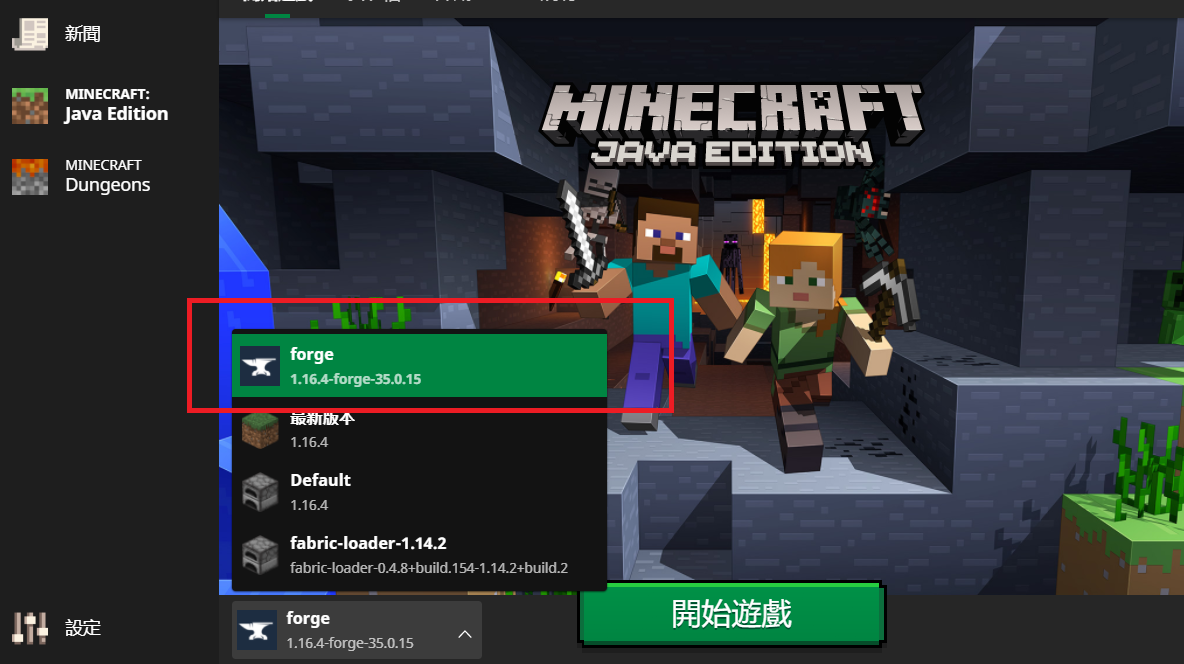 新聞
MINECRAFT:
Java Edition
MINECRAFT
Dungeons
設定
MINECRAFT
JAVA EDITION
forge
1.16.4-forge-35.0.15
最新版本
1.16.4
Default
1.16.4
fabric-loader-1.14.2
fabric-loader-0.4.8+build.154-1.14.2+build.2
forge
1.16.4-forge-35.0.15
開始遊戲